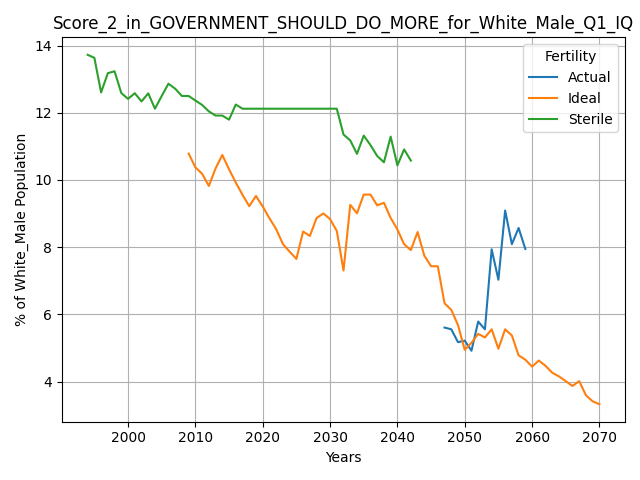 Score_2_in_GOVERNMENT_SHOULD_DO_MORE_for_White_Male_Q1_IQ
% of White_Male Population
14
12
10
8
6
4
Fertility
Actual
Ideal
Sterile
2000 2010 2020 2030 2040 2050 2060 2070
Years